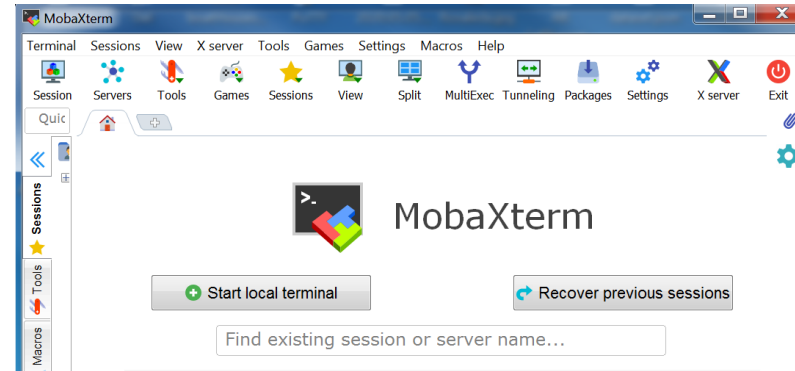 MobaXterm
Terminal Sessions View X server Tools Games Settings Macros Help
Session Servers Tools Games Sessions View Split MultiExec Tunneling Packages Settings X server Exit
Quic
Sessions
>_
MobaXterm
Tools
Start local terminal
Recover previous sessions
Macros
Find existing session or server name...